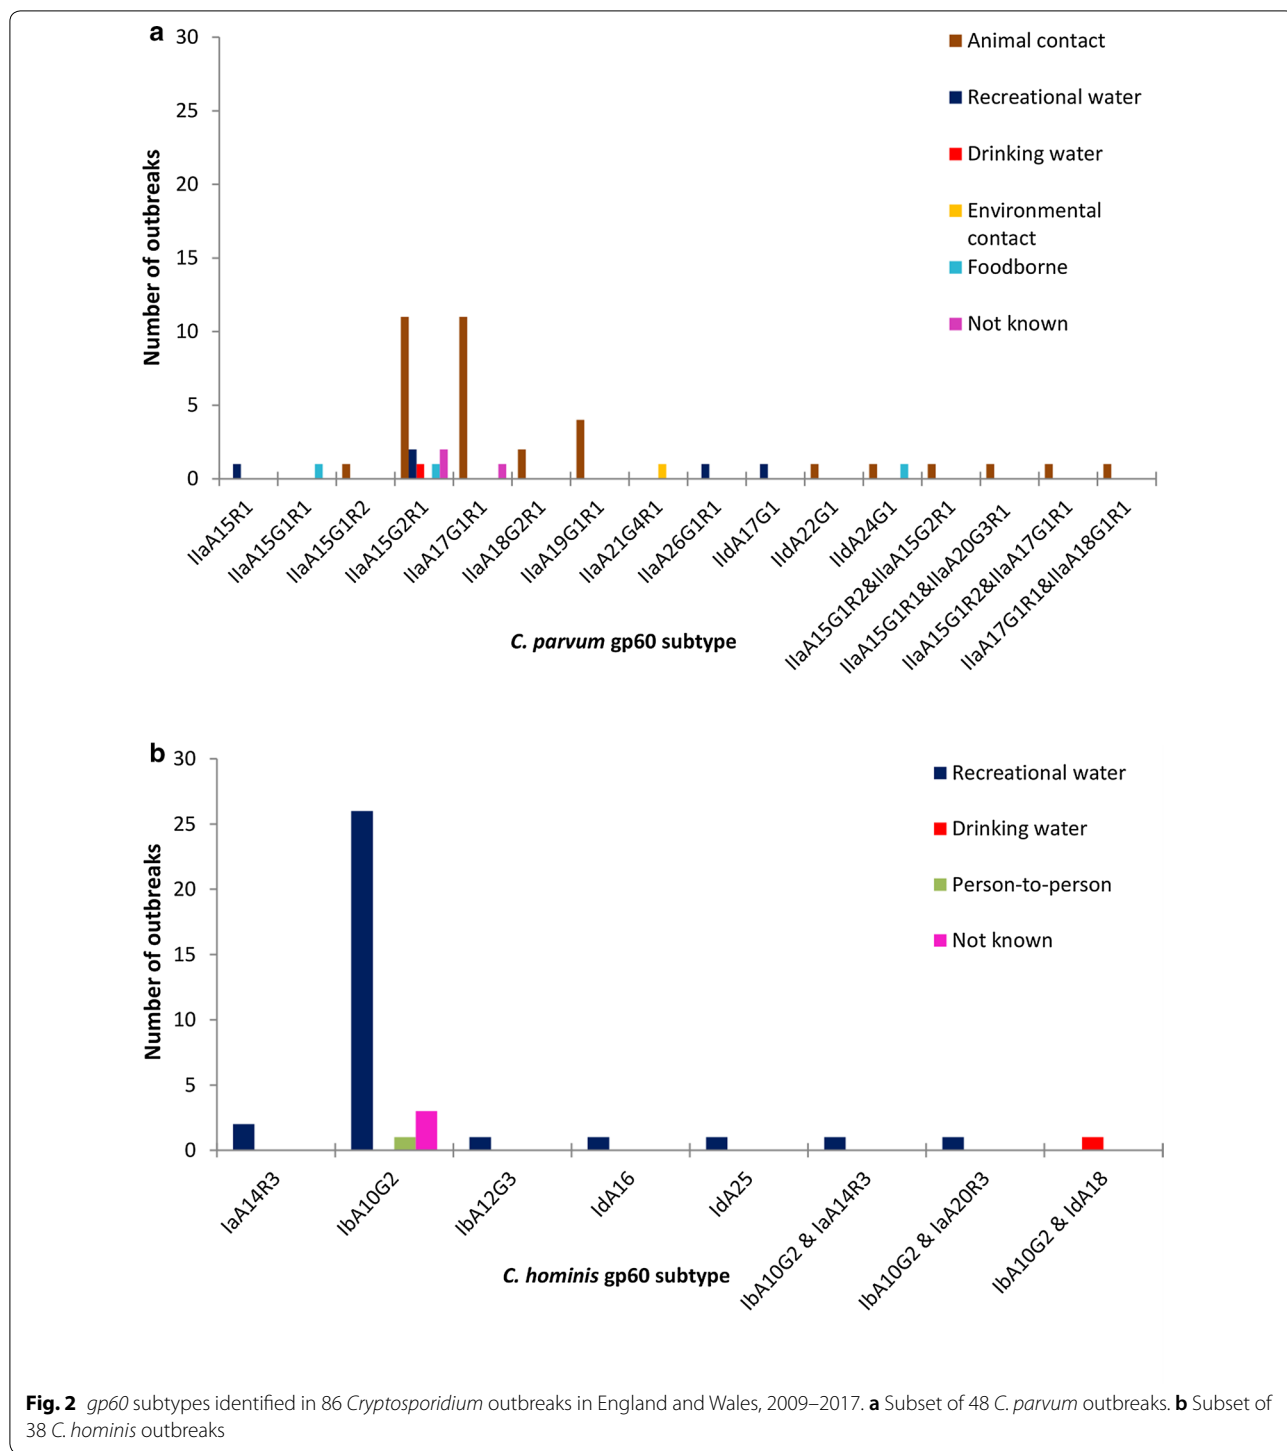 a
30
25
20
15
10
5
0
Number of outbreaks
Animal contact
Recreational water
Drinking water
Environmental
contact
Foodborne
Not known
IIaA15R1
IIaA15G1R1
IIaA15G1R2
IIaA15G2R1
IIaA17G1R1
IIaA18G2R1
IIaA19G1R1
IIaA21G4R1
IIaA26G1R1
IIdA17G1
IIdA22G1
IIdA24G1
IIaA15G1R2&IIaA15G2R1
IIaA15G1R1&IIaA20G3R1
IIaA15G1R2&IIaA17G1R1
IIaA17G1R1&IIaA18G1R1
C. parvum gp60 subtype
b
30
25
20
15
10
5
0
Number of outbreaks
Recreational water
Drinking water
Person-to-person
Not known
IaA14R3
IbA10G2
IbA12G3
IdA16
IdA25
IbA10G2 & IaA14R3
IbA10G2 & IaA20R3
IbA10G2 & IdA18
C. hominis gp60 subtype
Fig. 2 gp60 subtypes identified in 86 Cryptosporidium outbreaks in England and Wales, 2009–2017. a Subset of 48 C. parvum outbreaks. b Subset of
38 C. hominis outbreaks